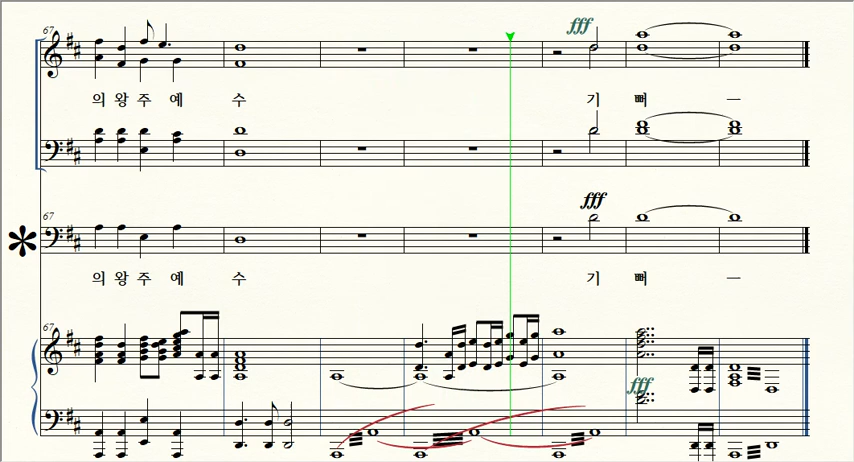 67
fff
의 왕 주 예 수 기 뻐 —
67
fff
의 왕 주 예 수 기 뻐 —
67
fff